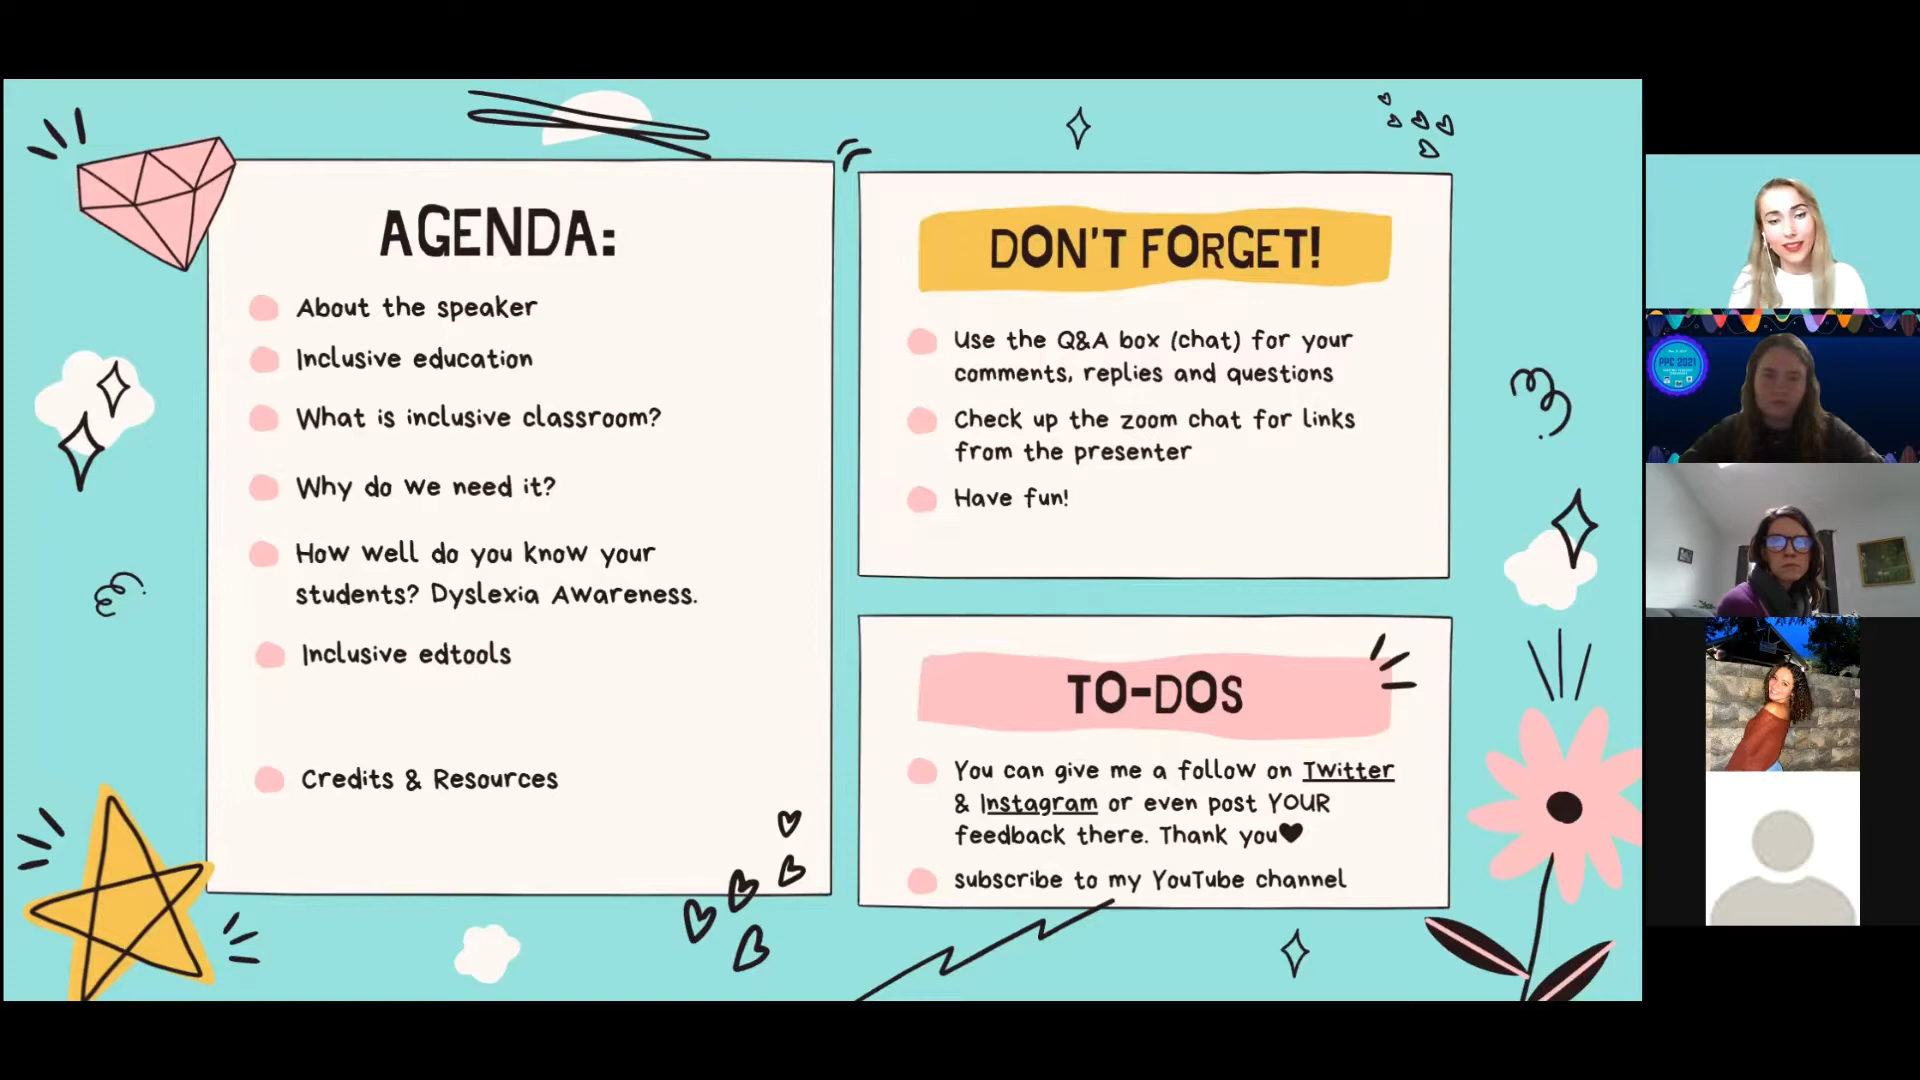 AGENDA:
About the speaker
Inclusive education
What is inclusive classroom?
Why do we need it?
How well do you know your
students? Dyslexia Awareness.
Inclusive edtools
Credits & Resources
DON'T FORGET!
Use the Q&A box (chat) for your
comments, replies and questions
Check up the zoom chat for links
from the presenter
Have fun!
TO-DOS
You can give me a follow on Twitter
& Instagram or even post YOUR
feedback there. Thank you♥
subscribe to my YouTube channel
PPC 2021